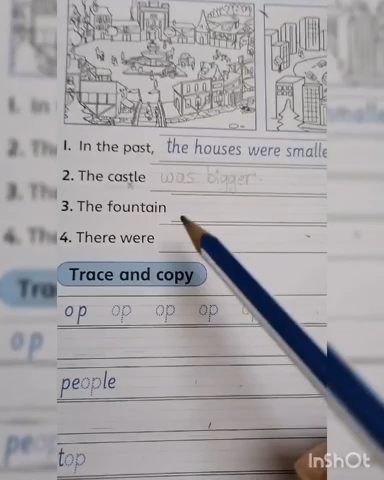 1. In the past, the houses were smalle
2. The castle was bigger.
3. The fountain
4. There were
Trace and copy
op op op op
people
top
InShOt